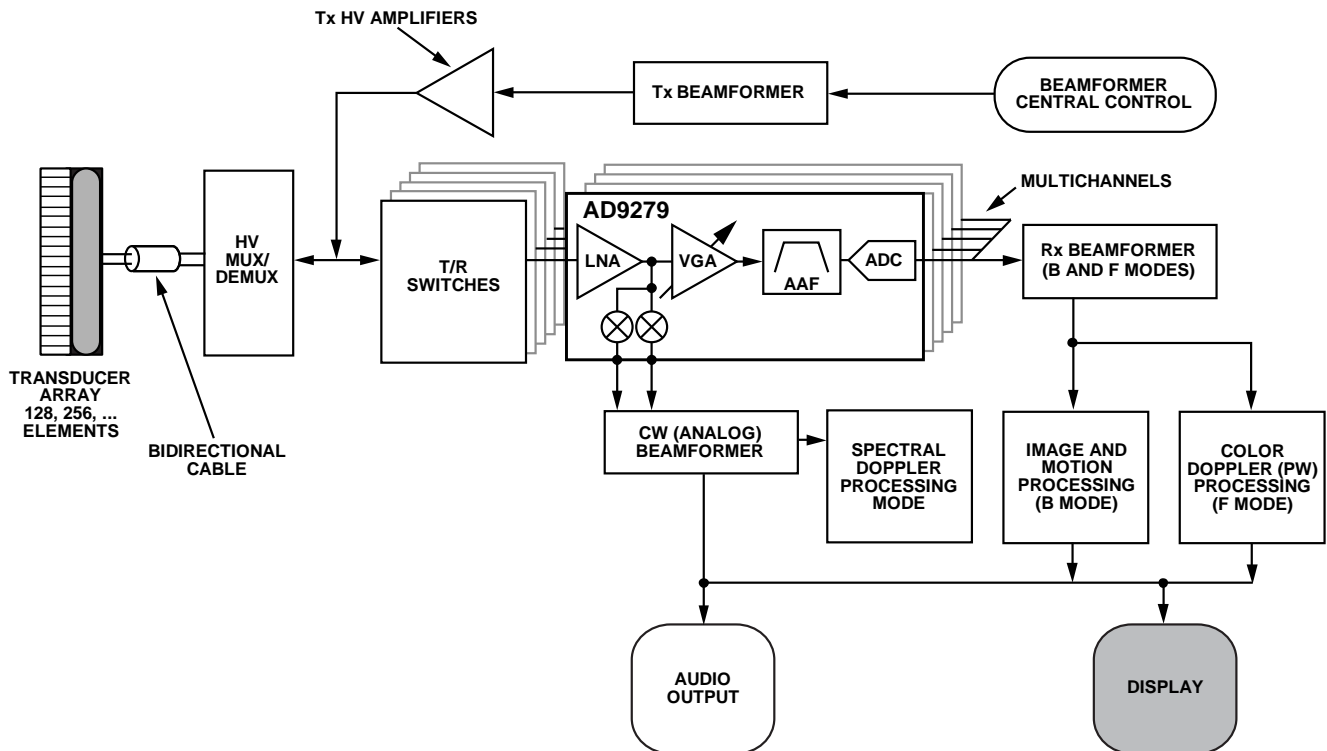 Tx HV AMPLIFIERS
Tx BEAMFORMER
BEAMFORMER
CENTRAL CONTROL
MULTICHANNELS
AD9279
HV
MUX/
DEMUX
T/R
SWITCHES
LNA
VGA
AAF
ADC
Rx BEAMFORMER
(B AND F MODES)
TRANSDUCER
ARRAY
128, 256, ...
ELEMENTS
BIDIRECTIONAL
CABLE
CW (ANALOG)
BEAMFORMER
SPECTRAL
DOPPLER
PROCESSING
MODE
IMAGE AND
MOTION
PROCESSING
(B MODE)
COLOR
DOPPLER (PW)
PROCESSING
(F MODE)
AUDIO
OUTPUT
DISPLAY